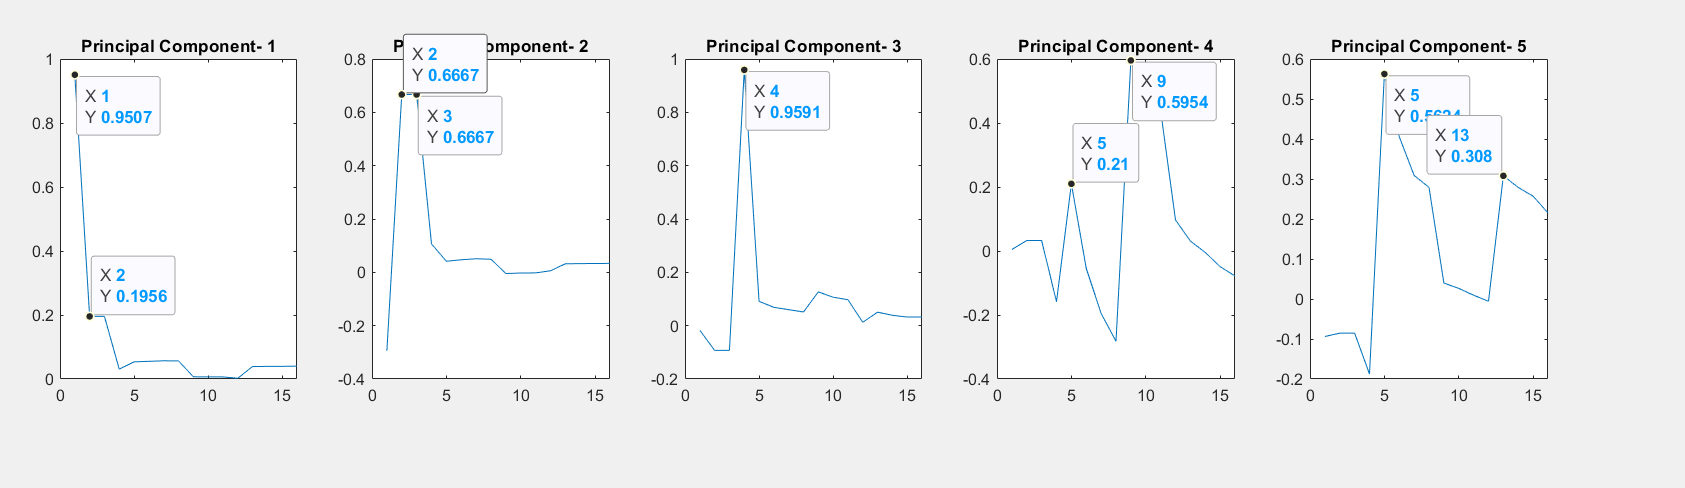 Principal Component- 1
1
0.8
0.6
0.4
0.2
0
0
5
10
15
X 1
Y 0.9507
X 2
Y 0.1956
omponent- 2
0.8
0.6
0.4
0.2
0
-0.2
-0.4
0
5
10
15
X 2
Y 0.6667
X 3
Y 0.6667
Principal Component- 3
1
0.8
0.6
0.4
0.2
0
-0.2
0
5
10
15
X 4
Y 0.9591
Principal Component- 4
0.6
0.4
0.2
0
-0.2
-0.4
0
5
10
15
X 9
Y 0.5954
X 5
Y 0.21
Principal Component- 5
0.6
0.5
0.4
0.3
0.2
0.1
0
-0.1
-0.2
0
5
10
15
X 5
Y
X 13
Y 0.308